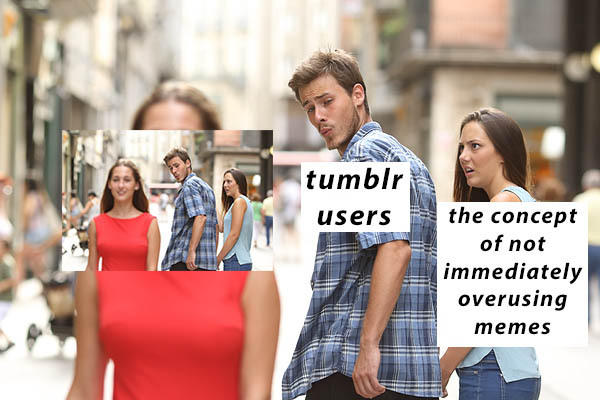 tumblr
users
the concept
of not
immediately
overusing
memes